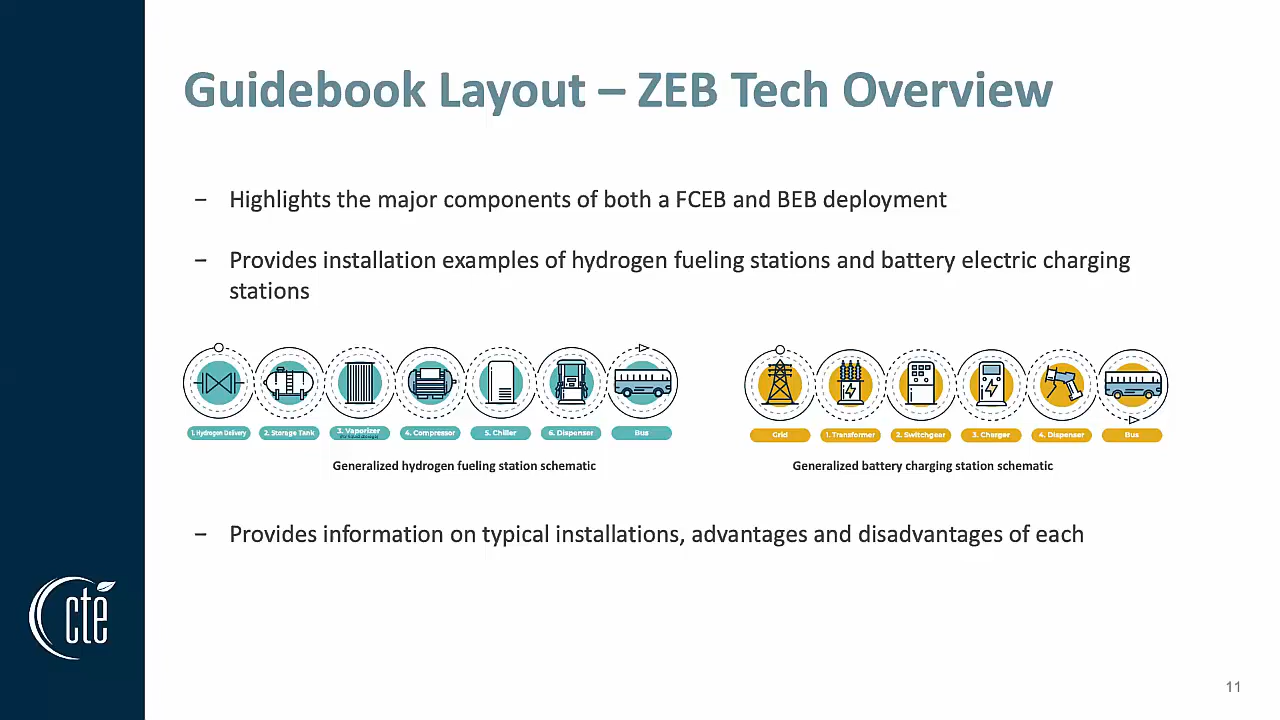 Guidebook Layout – ZEB Tech Overview
– Highlights the major components of both a FCEB and BEB deployment
– Provides installation examples of hydrogen fueling stations and battery electric charging
stations
1. Hydrogen Delivery
2. Storage Tank
3. Vaporizer
4. Compressor
5. Chiller
6. Dispenser
Bus
Grid
1. Transformer
2. Switchgear
3. Charger
4. Dispenser
Bus
Generalized hydrogen fueling station schematic
Generalized battery charging station schematic
– Provides information on typical installations, advantages and disadvantages of each
cte
11